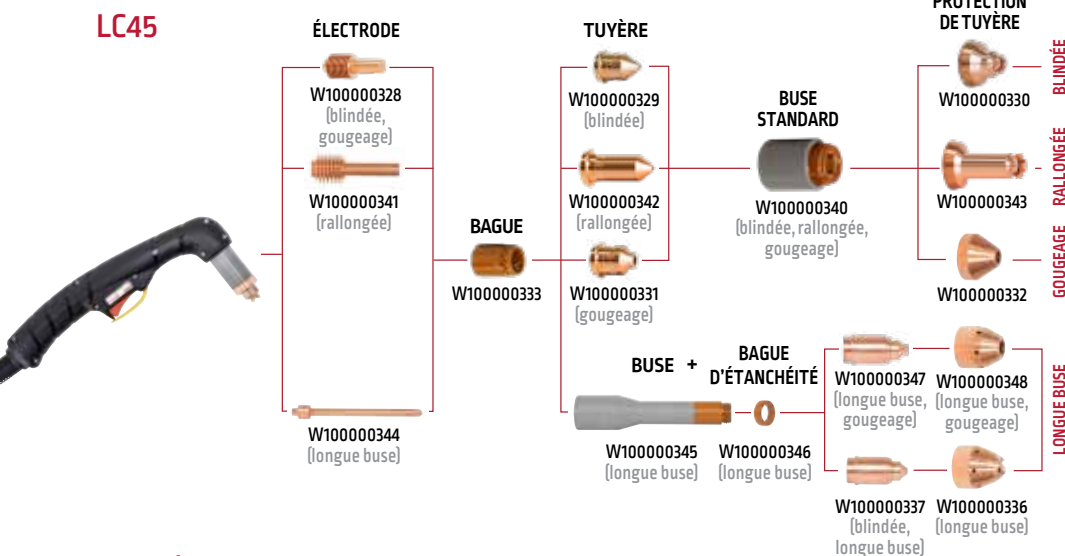 LC45
ÉLECTRODE
W100000328
(blindée,
gougeage)
W100000341
(rallongée)
W100000344
(longue buse)
BAGUE
W100000333
TUYÈRE
W100000329
(blindée)
W100000342
(rallongée)
W100000331
(gougeage)
BUSE
STANDARD
W100000340
(blindée, rallongée,
gougeage)
PROTECTION
DE TUYÈRE
W100000330
W100000343
W100000332
BLINDÉE
RALLONGÉE
GOUGEAGE
BUSE + BAGUE
D'ÉTANCHÉITÉ
W100000345
(longue buse)
W100000346
(longue buse)
W100000347
(longue buse,
gougeage)
W100000348
(longue buse,
gougeage)
W100000337
(blindée,
longue buse)
W100000336
(longue buse)
LONGUE BUSE